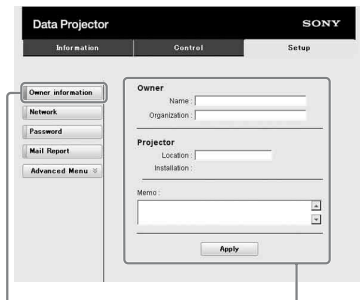 Data Projector
SONY
Information
Control
Setup
Owner information
Network
Password
Mail Report
Advanced Menu
Owner
Name :
Organization :
Projector
Location :
Installation :
Memo :
Apply